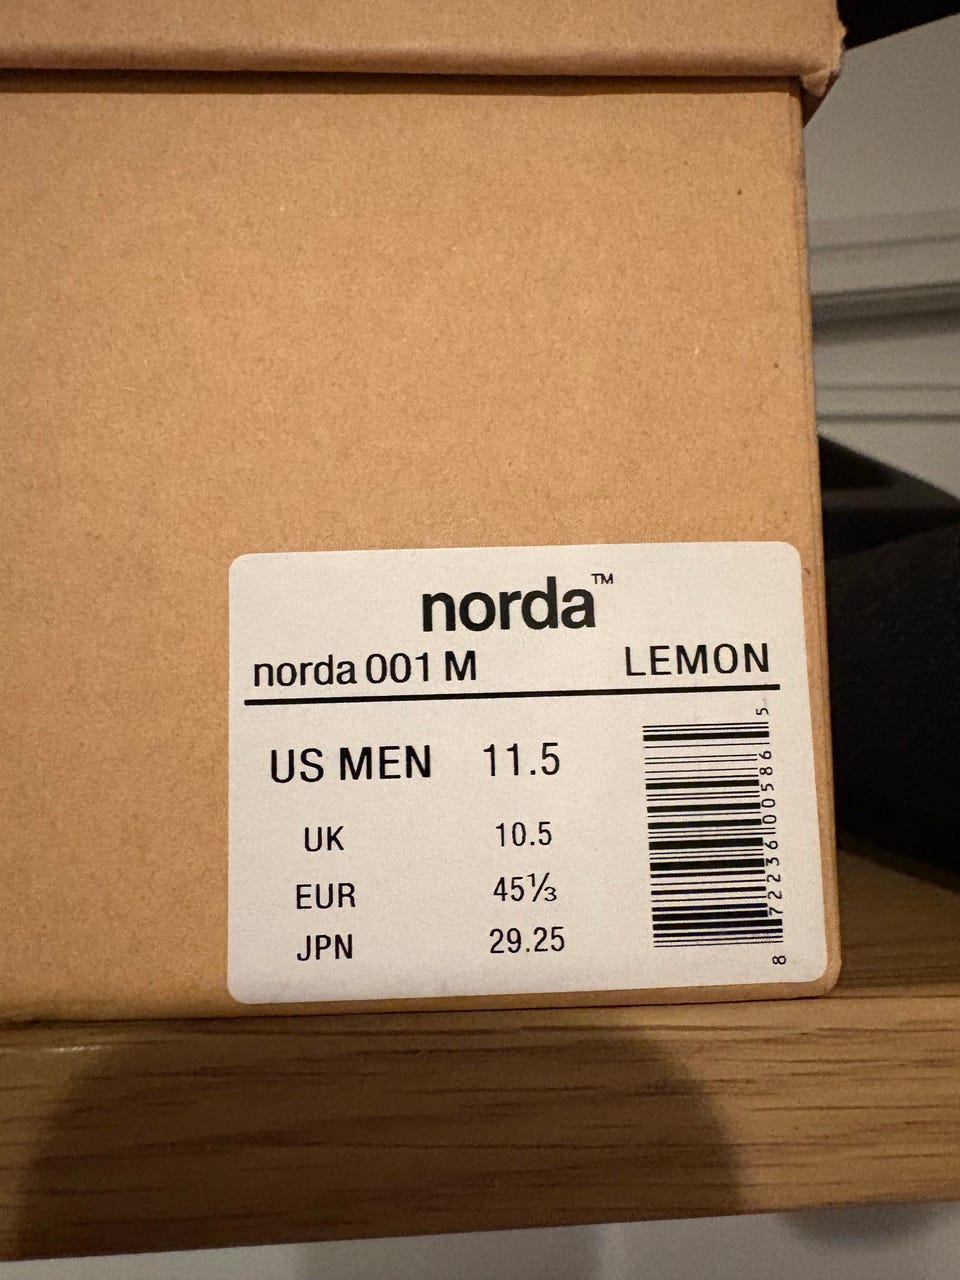 norda™
norda 001 M LEMON
US MEN 11.5
UK 10.5
EUR 45⅓
JPN 29.25
8 72236 00586 5